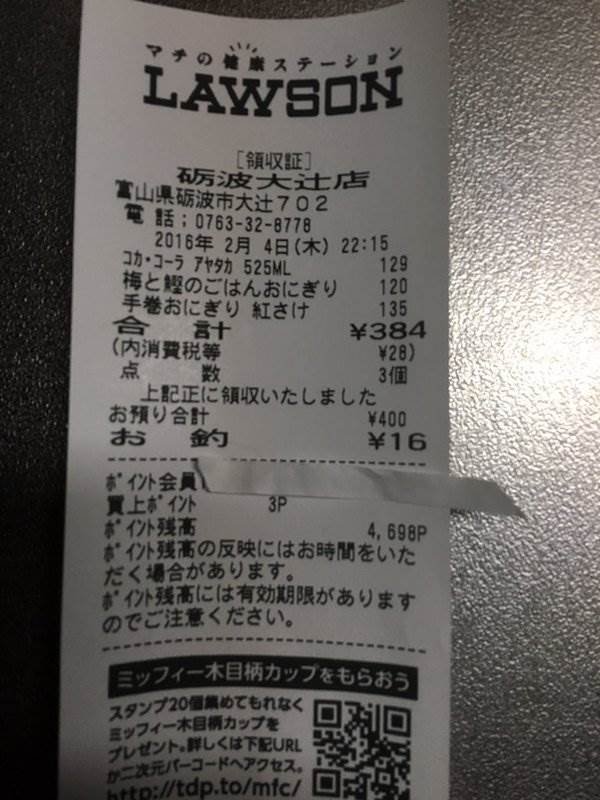 マチの健康ステーション
LAWSON
[領収証]
砺波大辻店
富山県砺波市大辻702
電話:0763-32-8778
2016年 2月 4日(木) 22:15
コカ・コーラ アヤタカ 525ML 129
梅と鰹のごはんおにぎり 120
手巻おにぎり 紅さけ 135
合 計 ¥384
(内消費税等 ¥28)
点 数 3個
上記正に領収いたしました
お預り合計 ¥400
お 釣 ¥16
ポイント会員
買上ポイント 3P
ポイント残高 4,698P
ポイント残高の反映にはお時間をいた
だく場合があります。
ポイント残高には有効期限があります
のでご注意ください。
ミッフィー木目柄カップをもらおう
スタンプ20個集めてもれなく
ミッフィー木目柄カップを
プレゼント。詳しくは下記URL
か二次元バーコードへアクセス。
http://tdp.to/mfc/